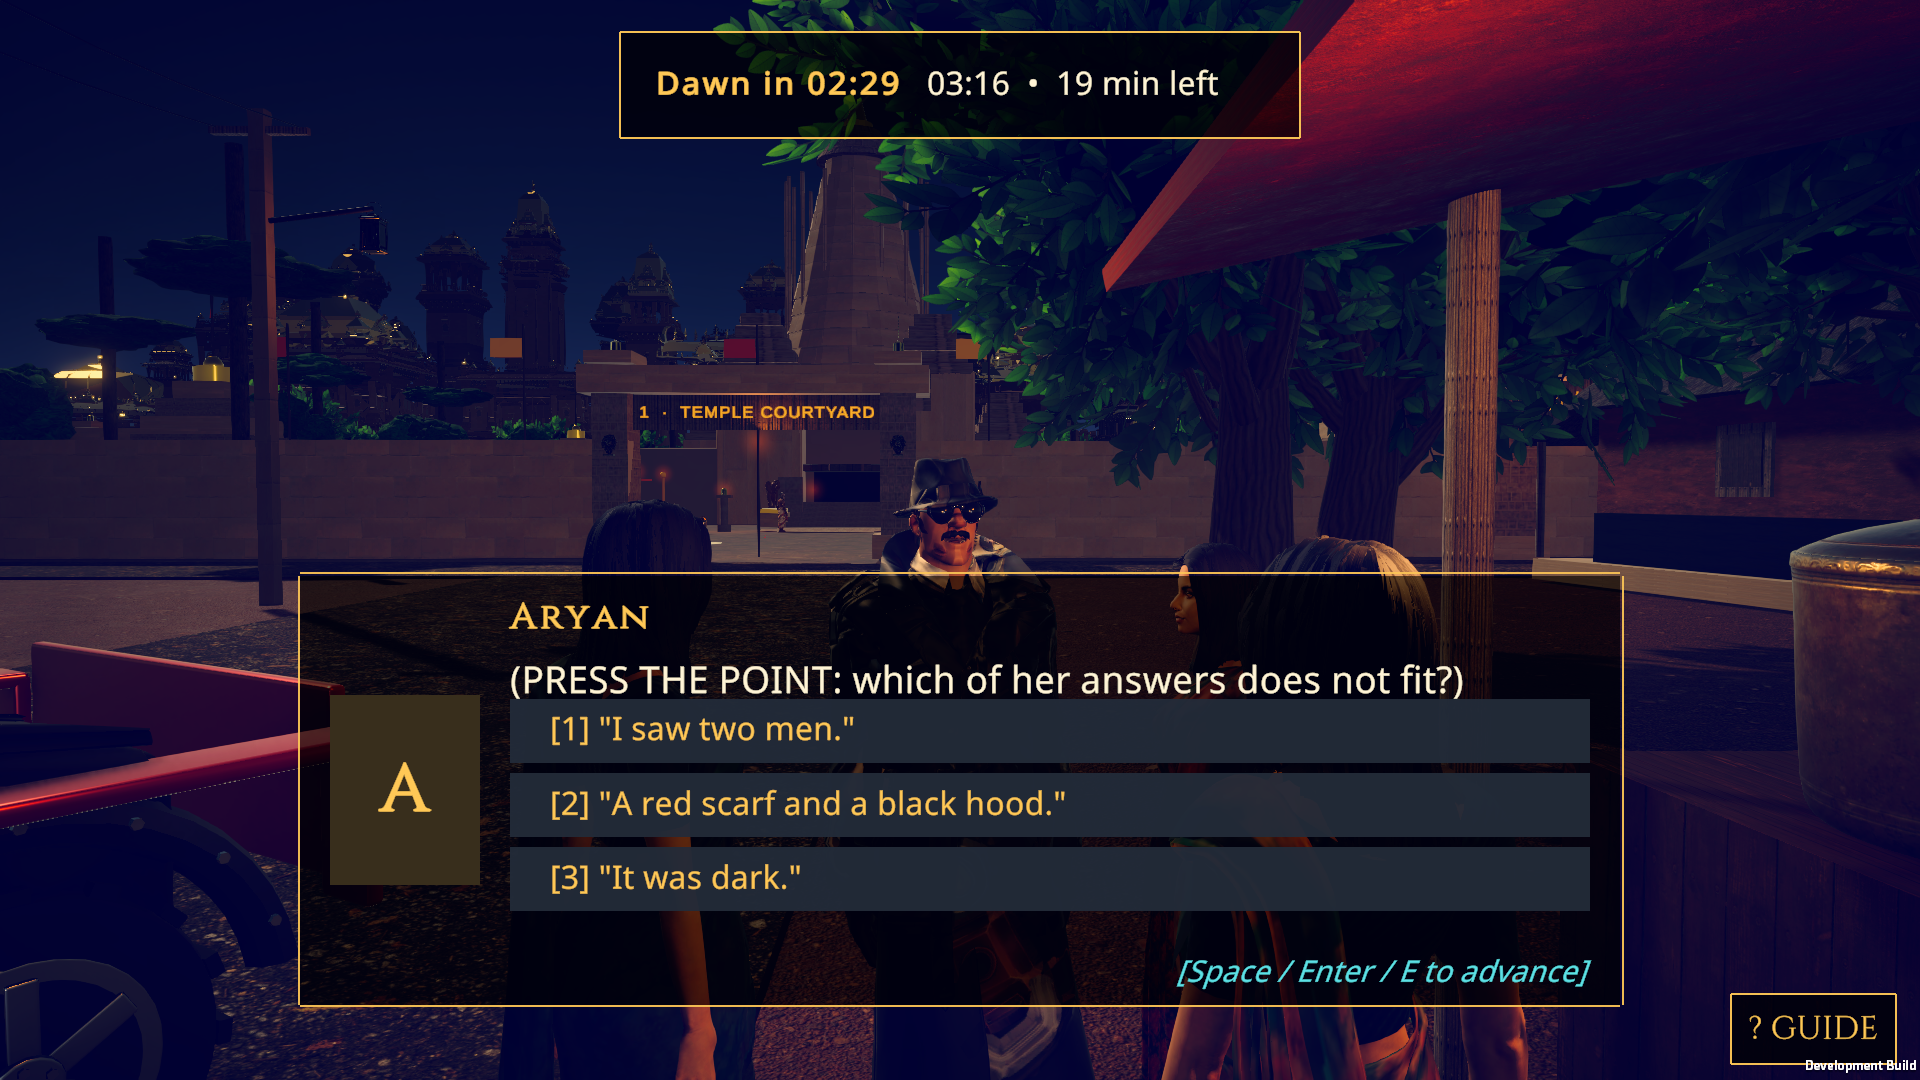 Dawn in 02:29 03:16 • 19 min left
1 · TEMPLE COURTYARD
ARYAN
(PRESS THE POINT: which of her answers does not fit?)
A
[1] "I saw two men."
[2] "A red scarf and a black hood."
[3] "It was dark."
[Space / Enter / E to advance]
? GUIDE
Development Build